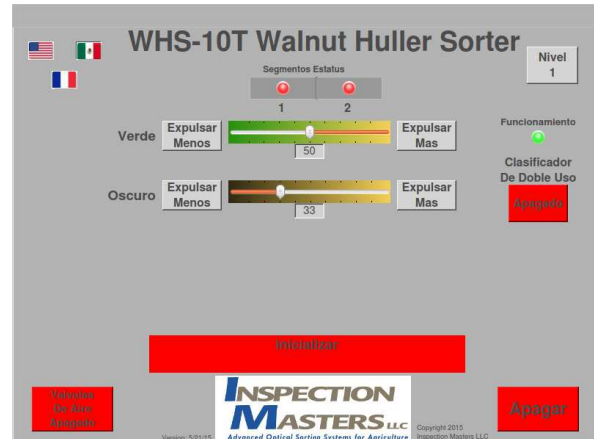 WHS-10T Walnut Huller Sorter
Nivel
1
Segmentos Estatus
1 2
Funcionamiento
Verde
Expulsar
Menos
50
Expulsar
Mas
Clasificador
De Doble Uso
Apagado
Oscuro
Expulsar
Menos
33
Expulsar
Mas
Inicializar
Valvulas
De Aire
Apagado
INSPECTION
MASTERS LLC
Advanced Optical Sorting Systems for Agriculture
Version: 5/21/15
Copyright 2015
Inspection Masters LLC
Apagar